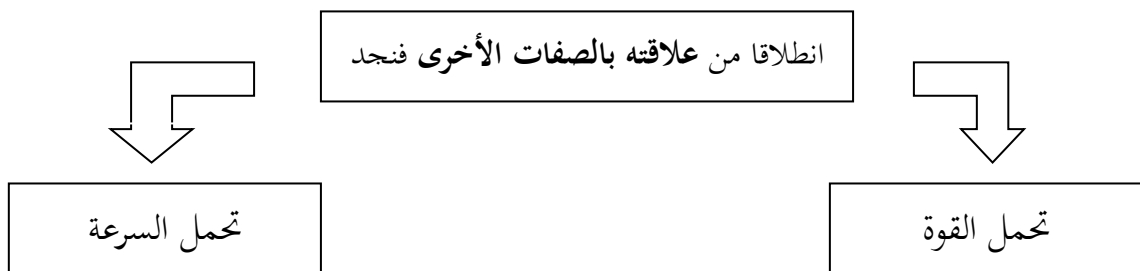 انطلاقا من علاقته بالصفات الأخرى فنجد
تحمل القوة
تحمل السرعة